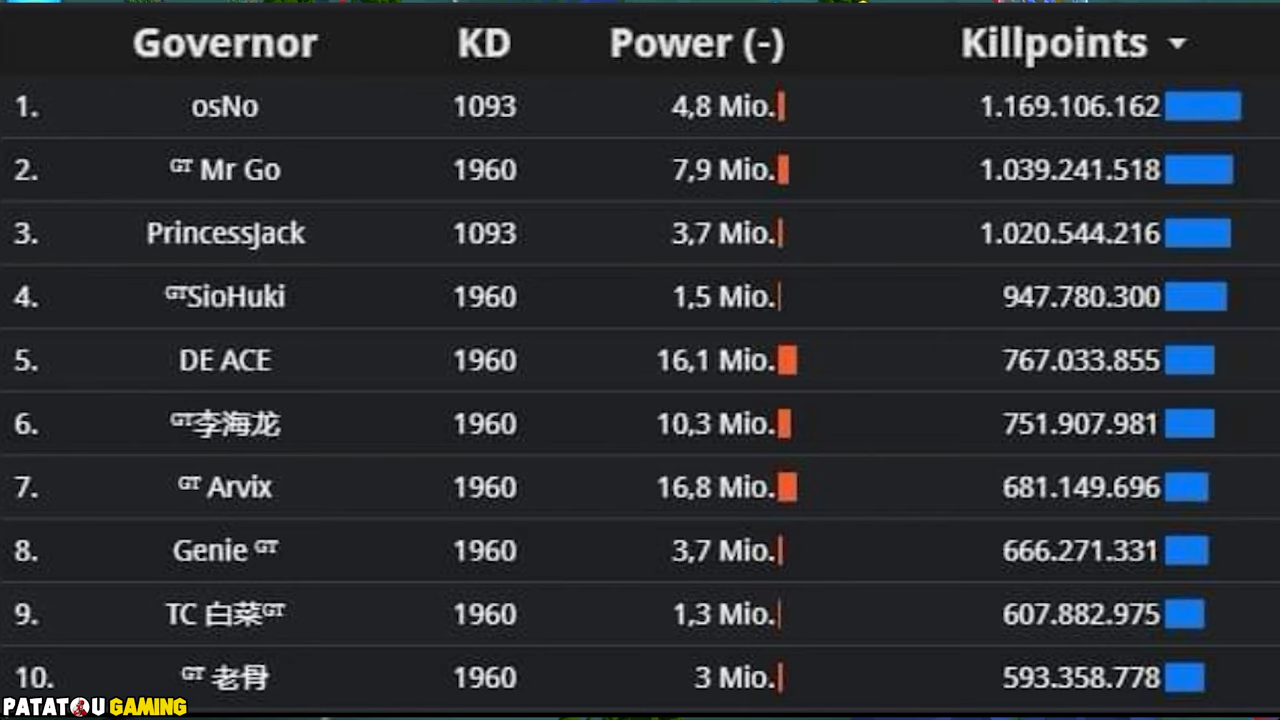 Governor KD Power (-) Killpoints
1. osNo 1093 4,8 Mio. 1.169.106.162
2. ᴳᵀ Mr Go 1960 7,9 Mio. 1.039.241.518
3. PrincessJack 1093 3,7 Mio. 1.020.544.216
4. ᴳᵀSioHuki 1960 1,5 Mio. 947.780.300
5. DE ACE 1960 16,1 Mio. 767.033.855
6. ᴳᵀ李海龙 1960 10,3 Mio. 751.907.981
7. ᴳᵀ Arvix 1960 16,8 Mio. 681.149.696
8. Genie ᴳᵀ 1960 3,7 Mio. 666.271.331
9. TC 白菜ᴳᵀ 1960 1,3 Mio. 607.882.975
10. ᴳᵀ 老骨 1960 3 Mio. 593.358.778
PATATOU GAMING